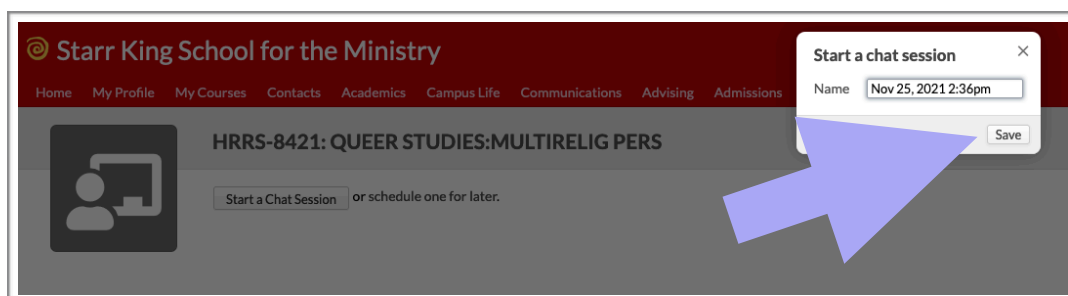 Starr King School for the Ministry
Home My Profile My Courses Contacts Academics Campus Life Communications Advising Admissions
Start a chat session ×
Name Nov 25, 2021 2:36pm
Save
HRRS-8421: QUEER STUDIES:MULTIRELIG PERS
Start a Chat Session or schedule one for later.